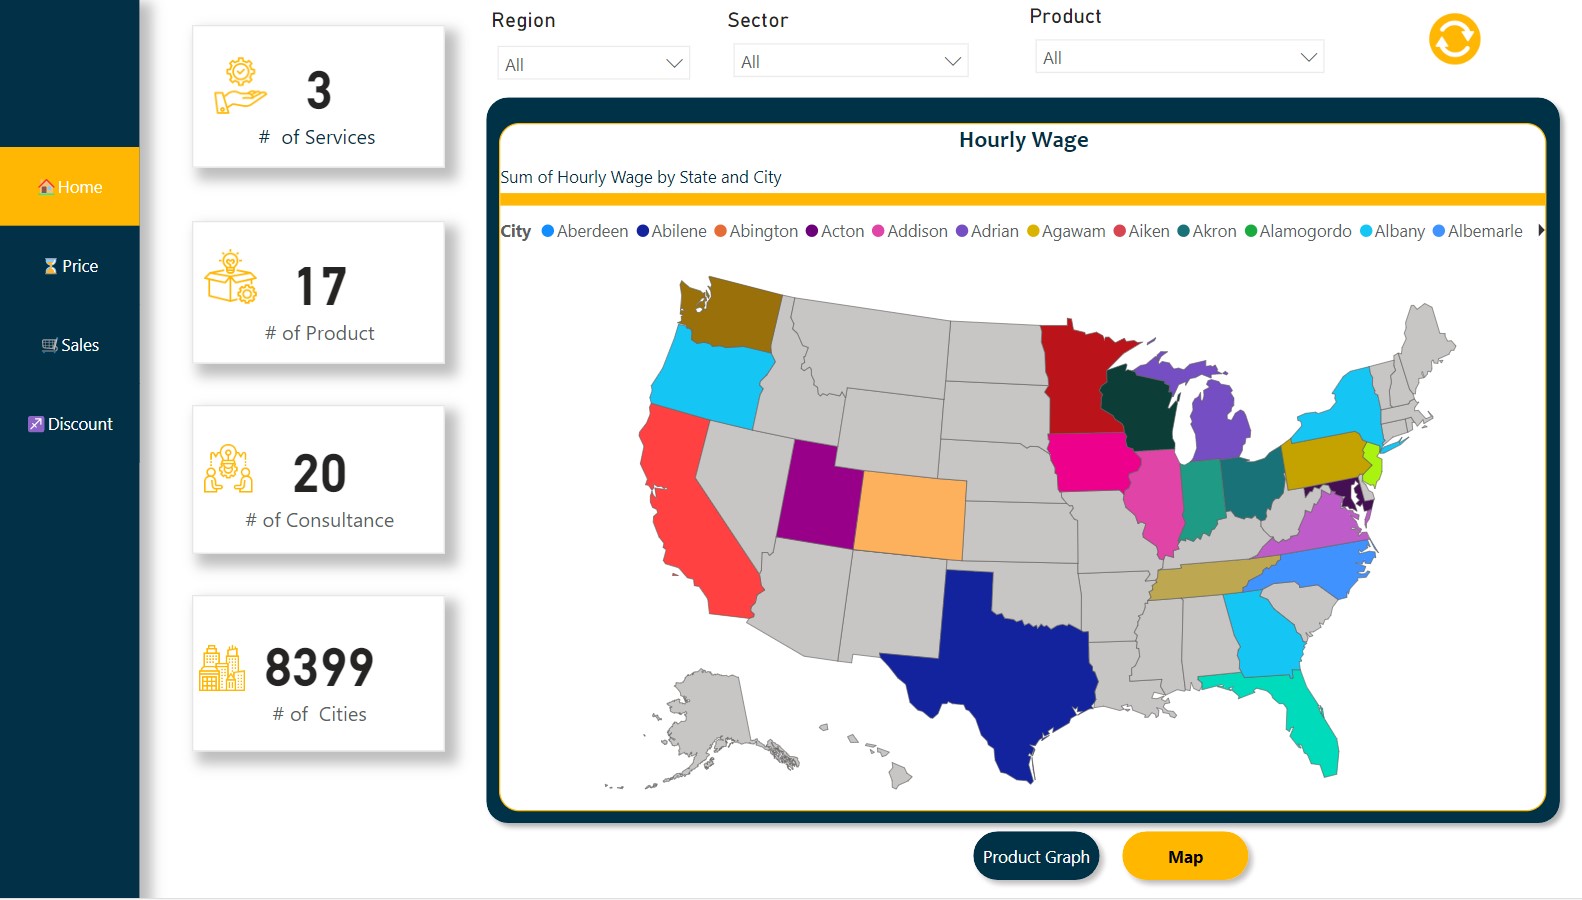 Home
Price
Sales
Discount
3
# of Services
17
# of Product
20
# of Consultance
8399
# of Cities
Region
All
Sector
All
Product
All
Hourly Wage
Sum of Hourly Wage by State and City
City Aberdeen Abilene Abington Acton Addison Adrian Agawam Aiken Akron Alamogordo Albany Albemarle
Product Graph
Map